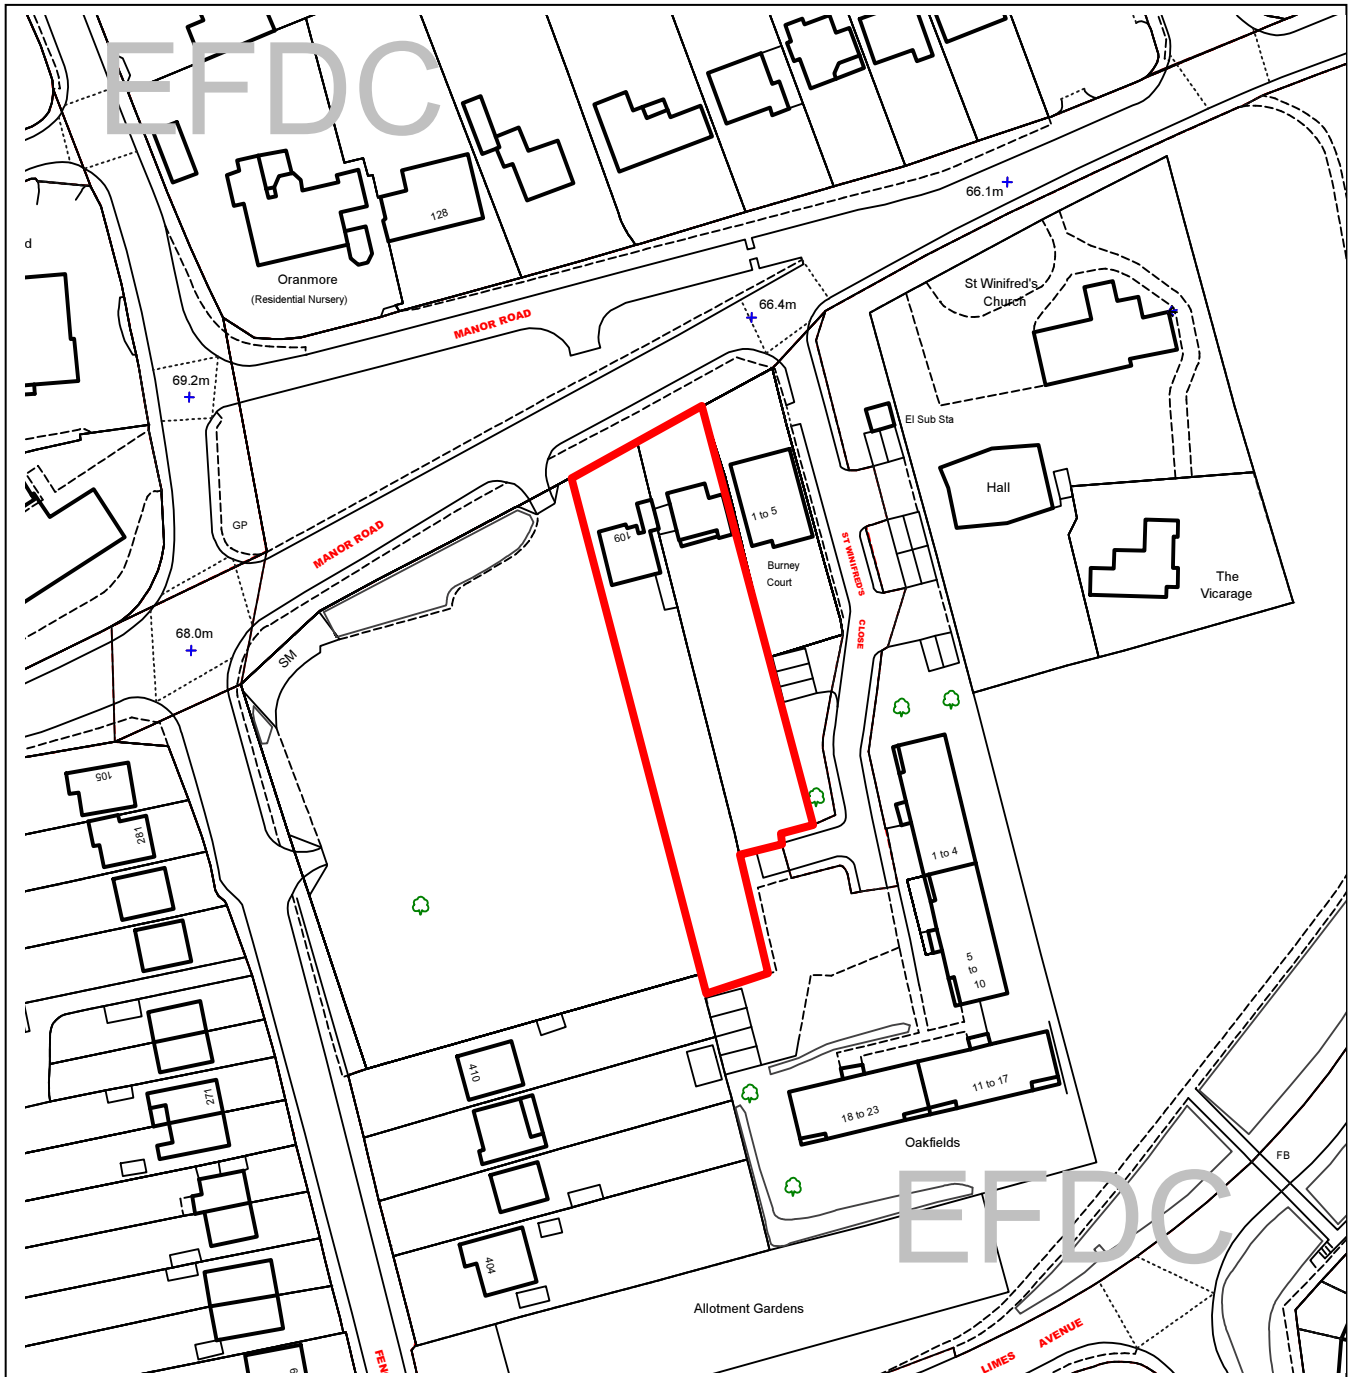 EFDC
128
66.1m
d
Oranmore
(Residential Nursery)
St Winifred's
Church
66.4m
MANOR ROAD
69.2m
El Sub Sta
Hall
1 to 5
GP
MANOR ROAD
109
ST WINIFRED'S
CLOSE
Burney
Court
The
Vicarage
68.0m
SM
105
281
1 to 4
5
to
10
410
271
11 to 17
18 to 23
Oakfields
FB
EFDC
404
Allotment Gardens
LIMES AVENUE
FEN